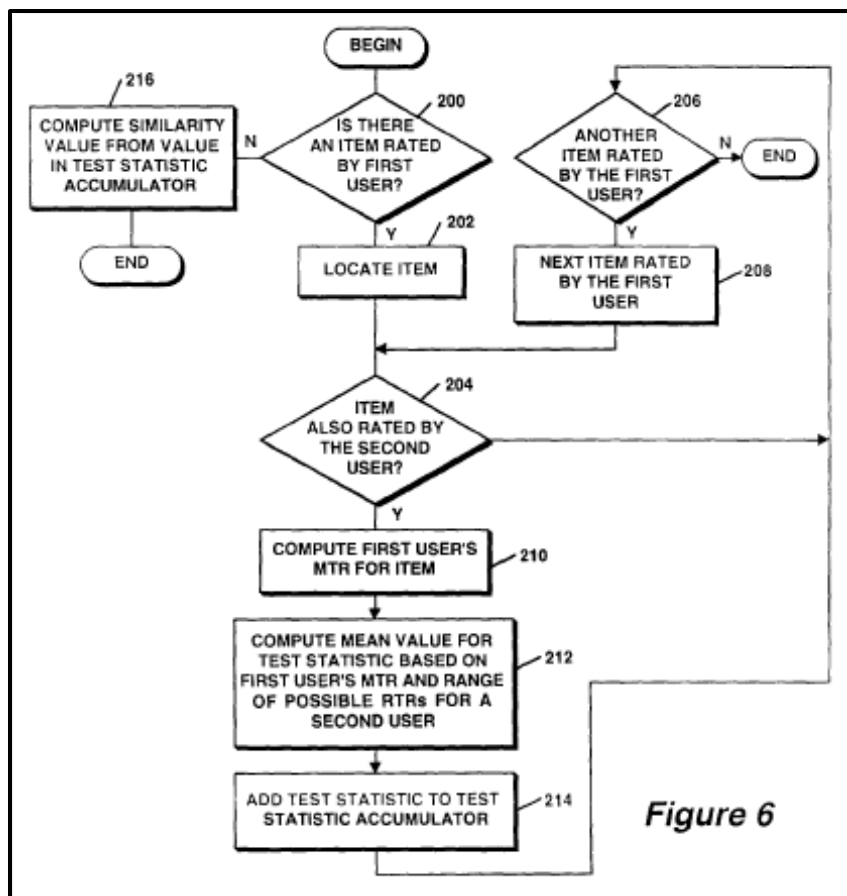 BEGIN
216
200
206
COMPUTE SIMILARITY
VALUE FROM VALUE
IN TEST STATISTIC
ACCUMULATOR
N
IS THERE
AN ITEM RATED
BY FIRST
USER?
ANOTHER
ITEM RATED
BY THE FIRST
USER?
N
END
Y
202
Y
END
LOCATE ITEM
NEXT ITEM RATED
BY THE FIRST
USER
208
204
ITEM
ALSO RATED BY
THE SECOND
USER?
Y
COMPUTE FIRST USER'S
MTR FOR ITEM
210
COMPUTE MEAN VALUE FOR
TEST STATISTIC BASED ON
FIRST USER'S MTR AND RANGE
OF POSSIBLE RTRs FOR A
SECOND USER
212
ADD TEST STATISTIC TO TEST
STATISTIC ACCUMULATOR
214
Figure 6